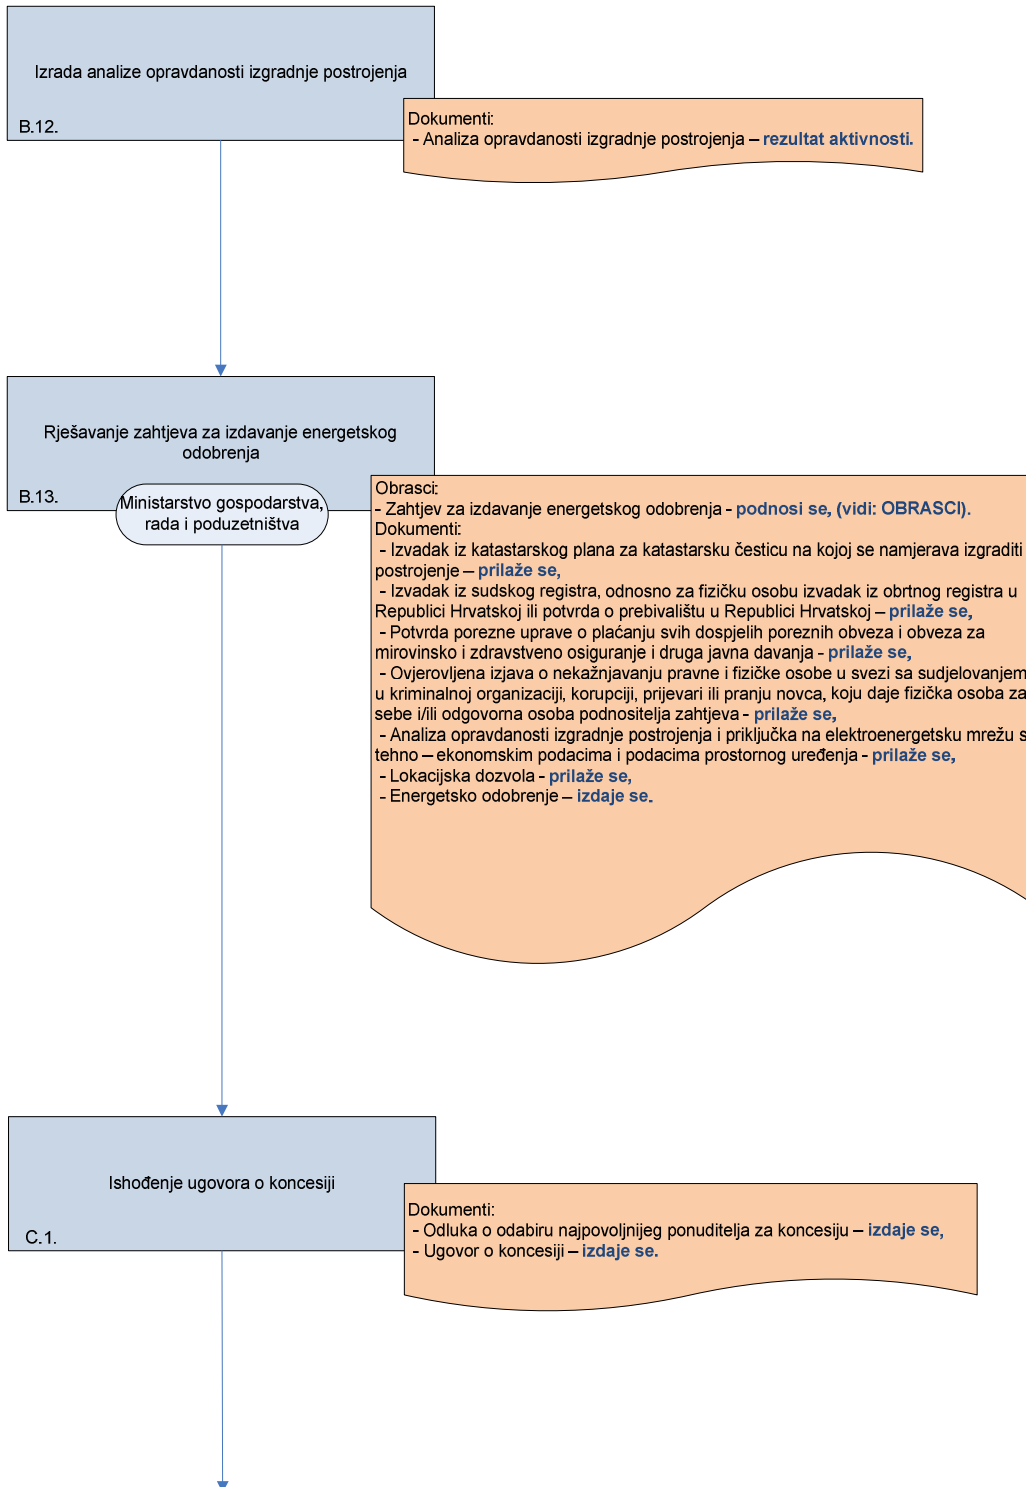 Izrada analize opravdanosti izgradnje postrojenja
B.12.
Dokumenti:
- Analiza opravdanosti izgradnje postrojenja – rezultat aktivnosti.
Rješavanje zahtjeva za izdavanje energetskog
odobrenja
B.13.
Ministarstvo gospodarstva,
rada i poduzetništva
Obrasci:
- Zahtjev za izdavanje energetskog odobrenja - podnosi se, (vidi: OBRASCI).
Dokumenti:
- Izvadak iz katastarskog plana za katastarsku česticu na kojoj se namjerava izgraditi
postrojenje – prilaže se,
- Izvadak iz sudskog registra, odnosno za fizičku osobu izvadak iz obrtnog registra u
Republici Hrvatskoj ili potvrda o prebivalištu u Republici Hrvatskoj – prilaže se,
- Potvrda porezne uprave o plaćanju svih dospjelih poreznih obveza i obveza za
mirovinsko i zdravstveno osiguranje i druga javna davanja - prilaže se,
- Ovjerovljena izjava o nekažnjavanju pravne i fizičke osobe u svezi sa sudjelovanjem
u kriminalnoj organizaciji, korupciji, prijevari ili pranju novca, koju daje fizička osoba za
sebe i/ili odgovorna osoba podnositelja zahtjeva - prilaže se,
- Analiza opravdanosti izgradnje postrojenja i priključka na elektroenergetsku mrežu s
tehno – ekonomskim podacima i podacima prostornog uređenja - prilaže se,
- Lokacijska dozvola - prilaže se,
- Energetsko odobrenje – izdaje se.
Ishođenje ugovora o koncesiji
C.1.
Dokumenti:
- Odluka o odabiru najpovoljnijeg ponuditelja za koncesiju – izdaje se,
- Ugovor o koncesiji – izdaje se.